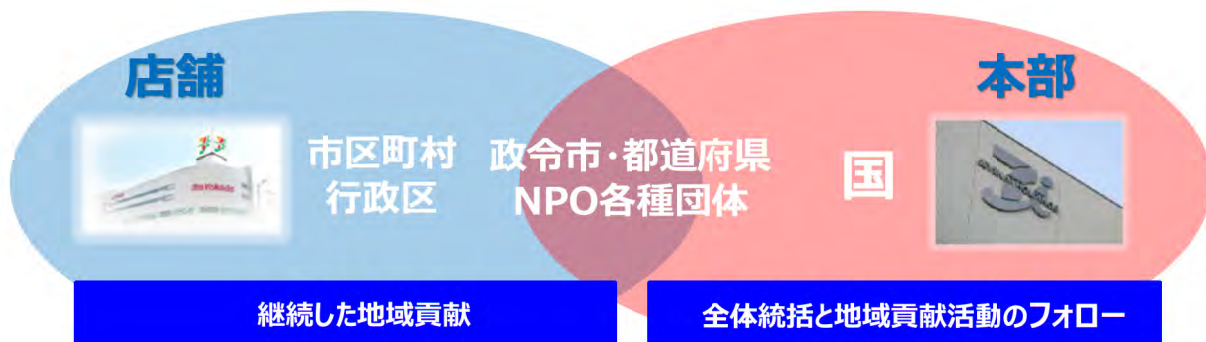 店舗
本部
Ito Yokado
市区町村
行政区
政令市・都道府県
NPO各種団体
国
継続した地域貢献
全体統括と地域貢献活動のフォロー